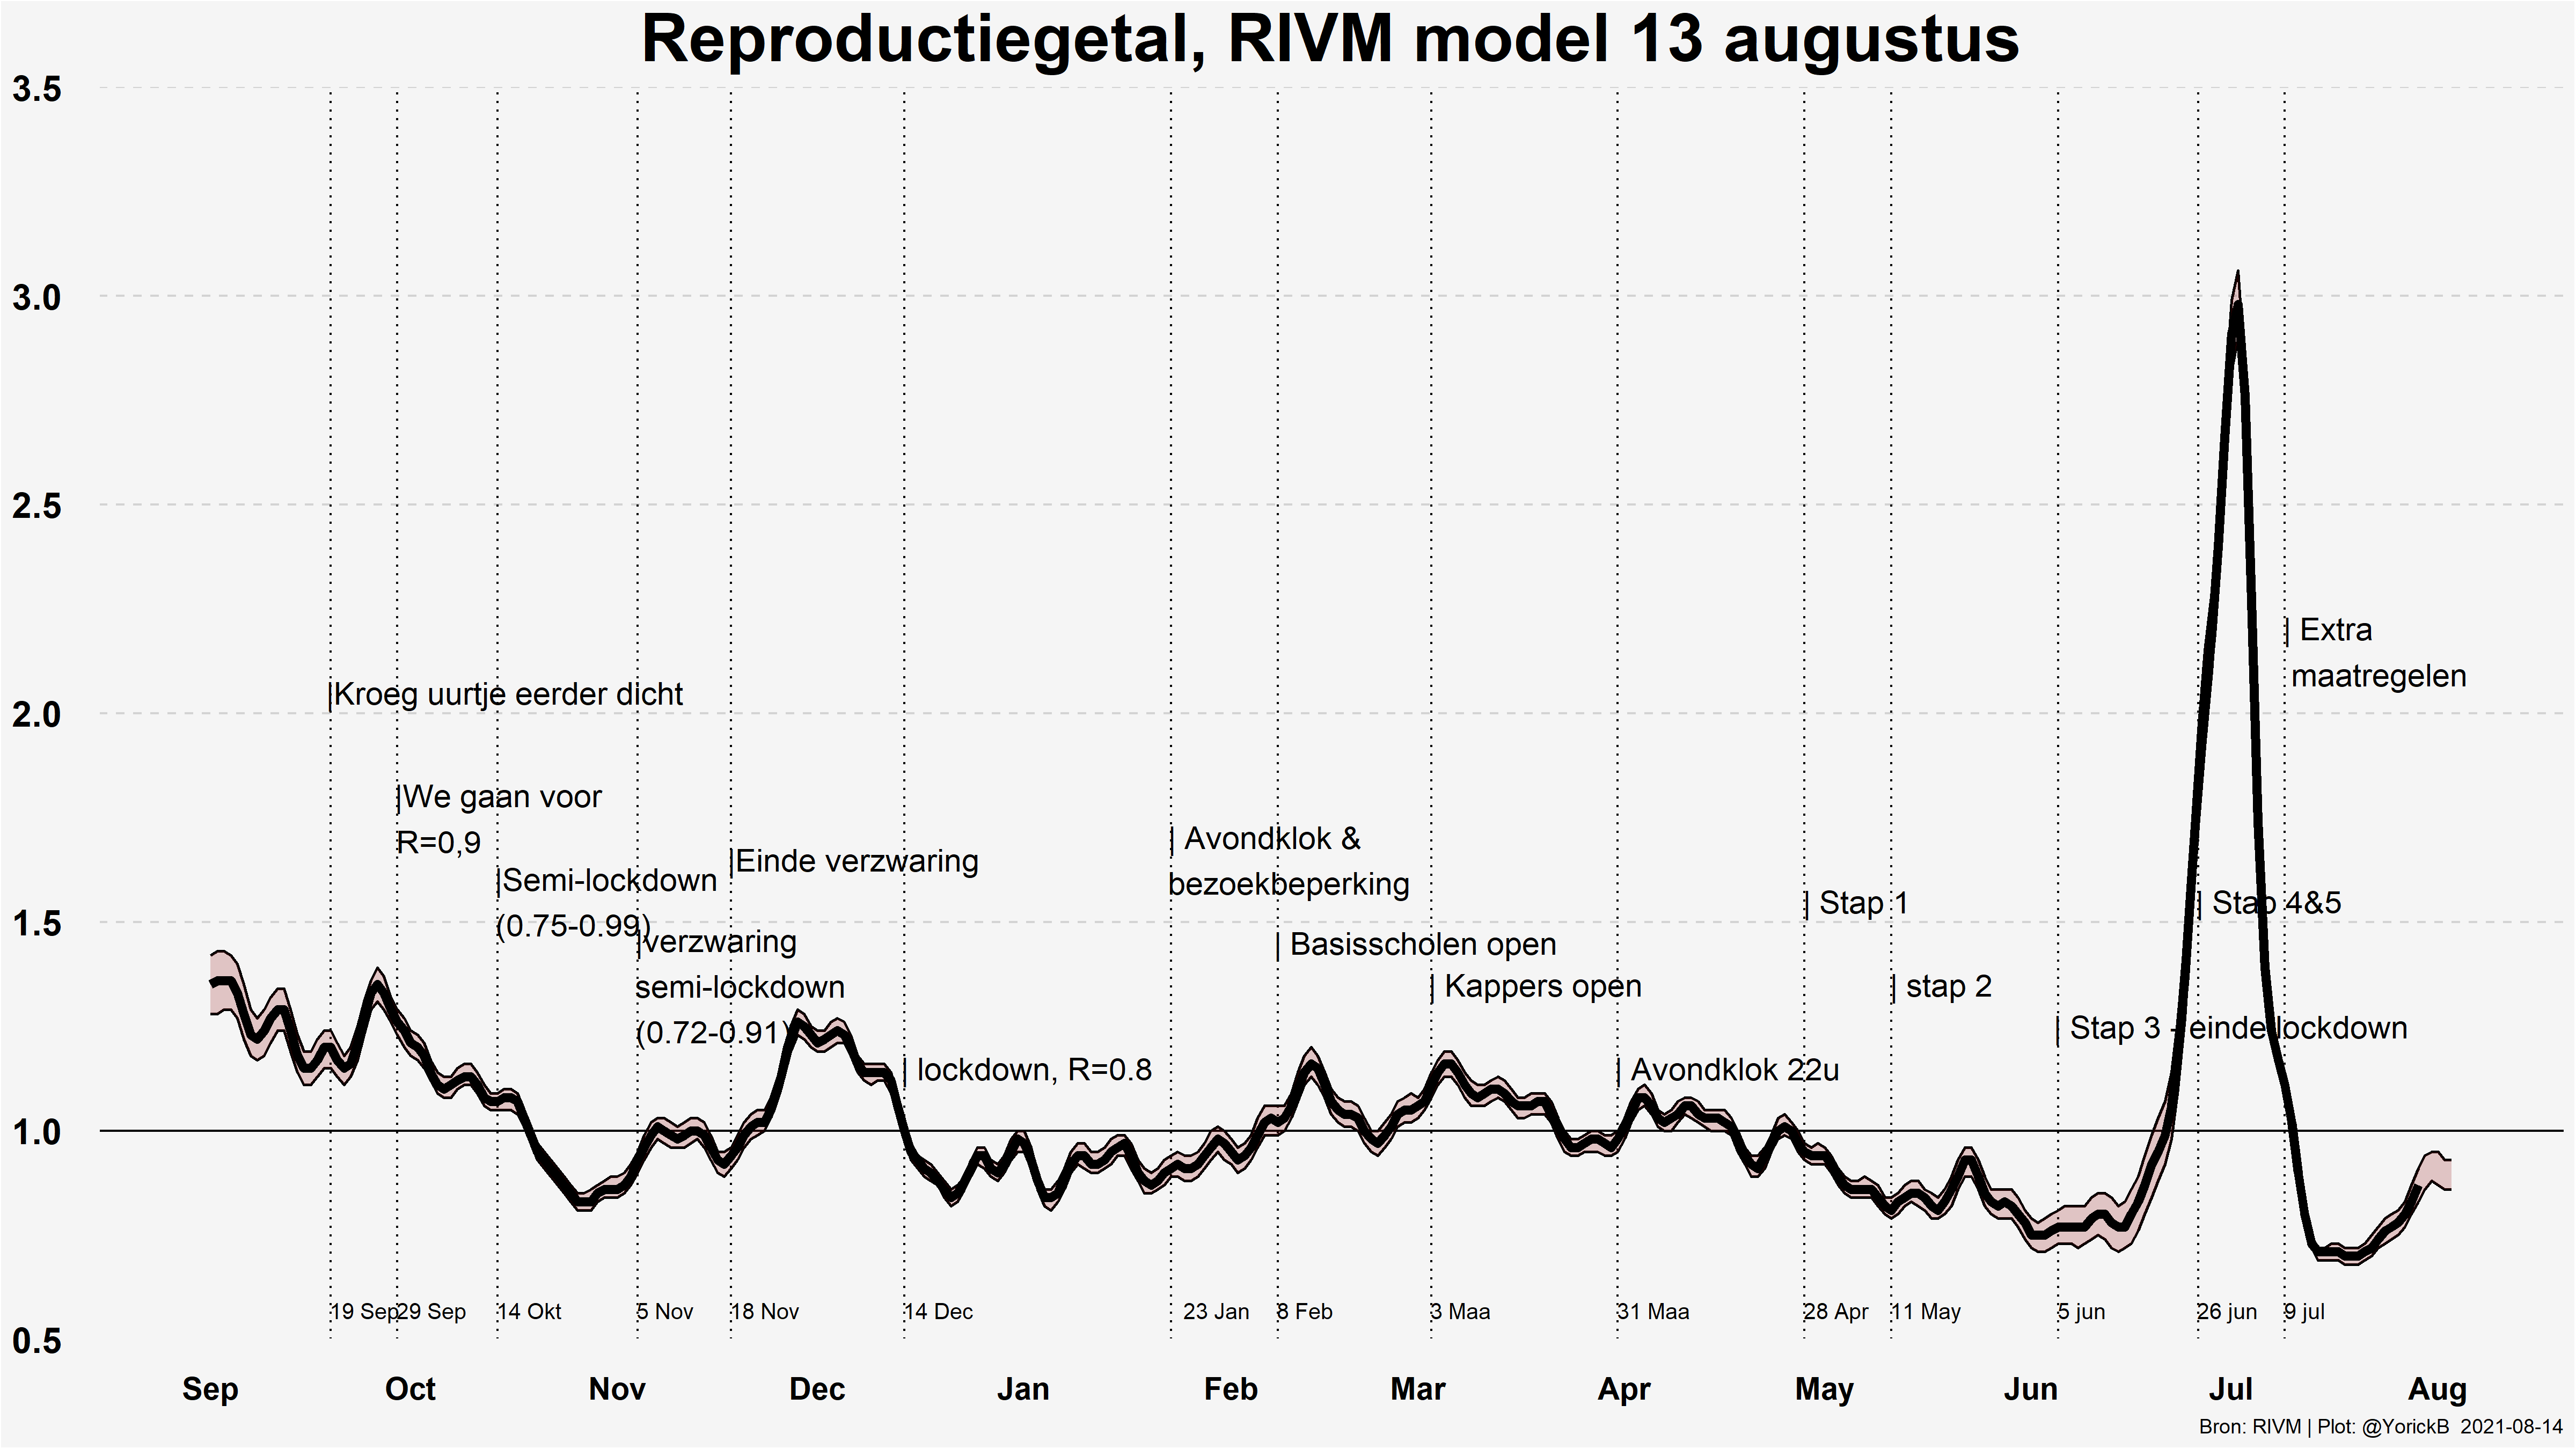 Reproductiegetal, RIVM model 13 augustus
3.5
3.0
2.5
2.0
1.5
1.0
0.5
|Kroeg uurtje eerder dicht
|We gaan voor
R=0,9
|Semi-lockdown
(0.75-0.99)
|verzwaring
semi-lockdown
(0.72-0.91)
|Einde verzwaring
| lockdown, R=0.8
| Avondklok &
bezoekbeperking
| Basisscholen open
| Kappers open
| Avondklok 22u
| Stap 1
| stap 2
| Stap 3 - einde lockdown
| Stap 4&5
| Extra
maatregelen
19 Sep
29 Sep
14 Okt
5 Nov
18 Nov
14 Dec
23 Jan
8 Feb
3 Maa
31 Maa
28 Apr
11 May
5 jun
26 jun
9 jul
Sep
Oct
Nov
Dec
Jan
Feb
Mar
Apr
May
Jun
Jul
Aug
Bron: RIVM | Plot: @YorickB  2021-08-14